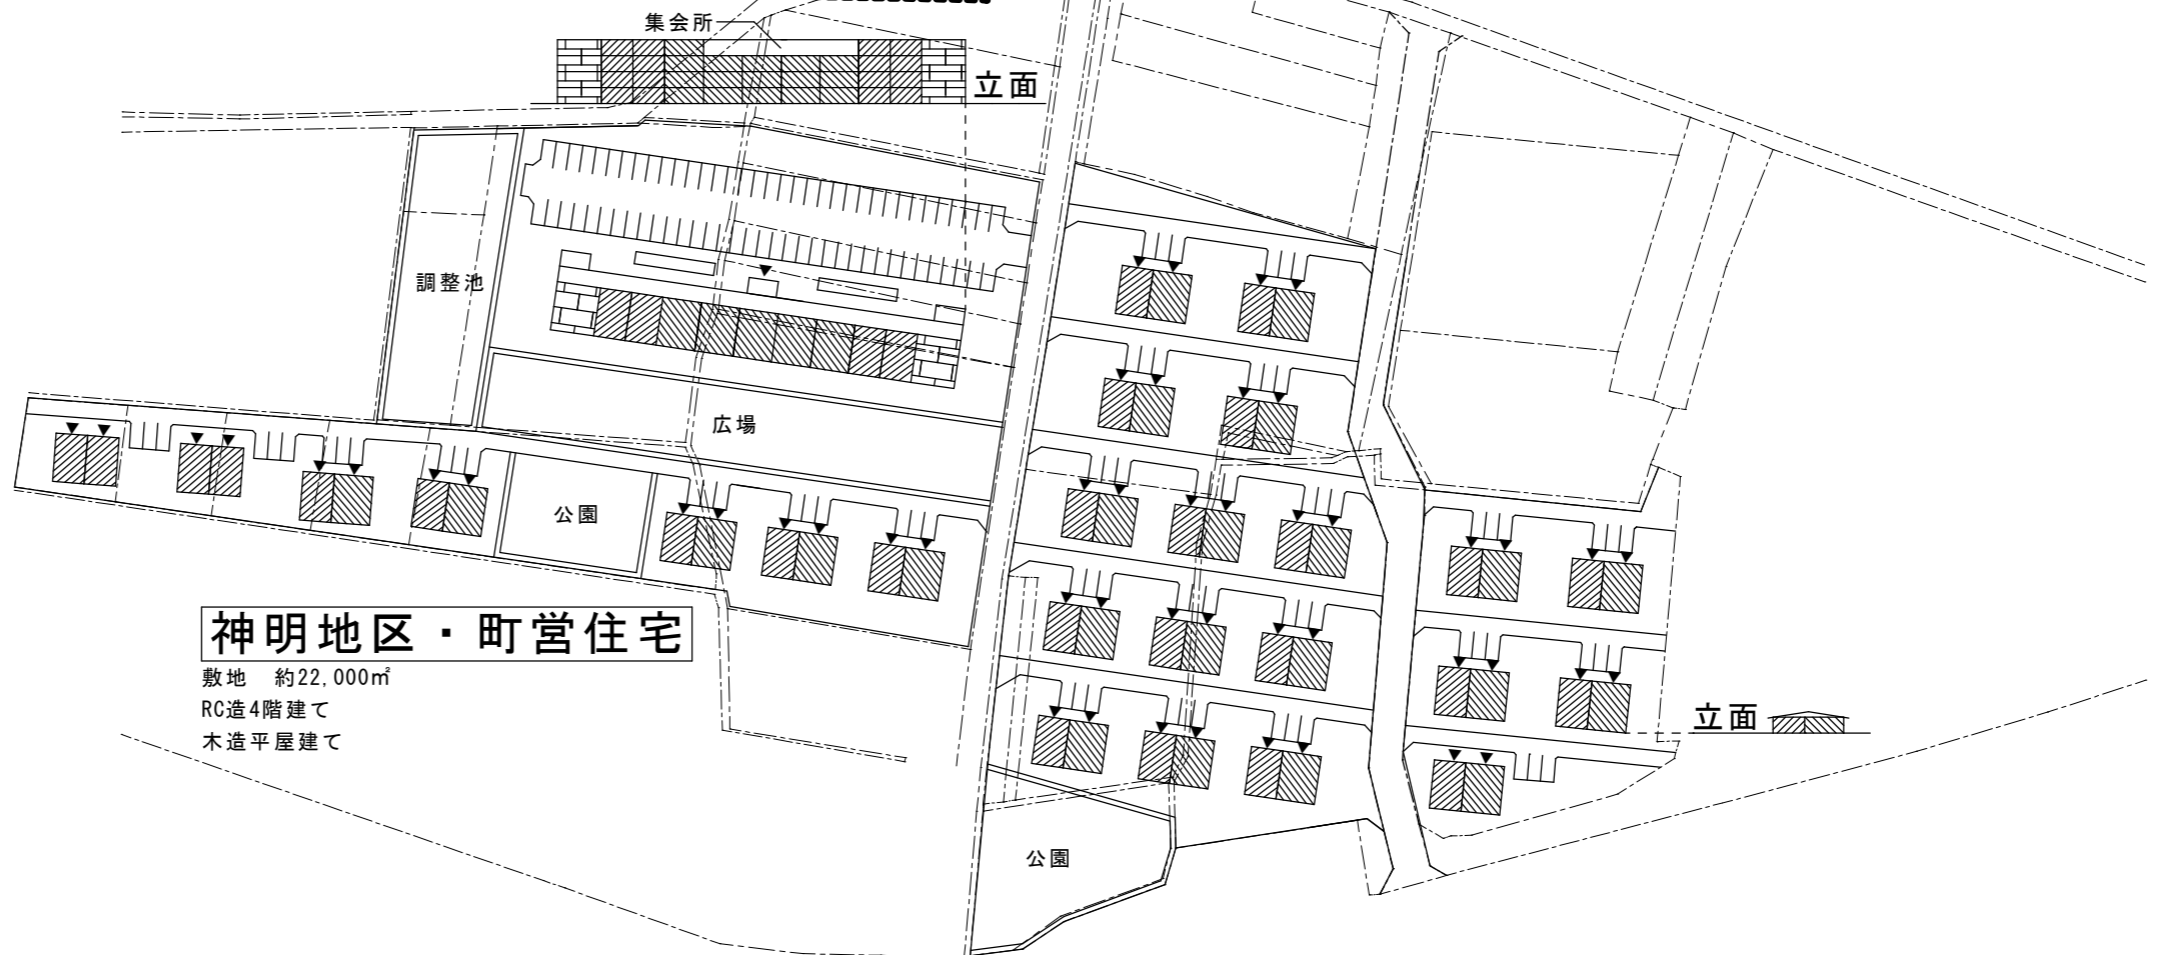 集会所
立面
調整池
広場
公園
神明地区・町営住宅
敷地　約22,000㎡
RC造4階建て
木造平屋建て
立面
公園